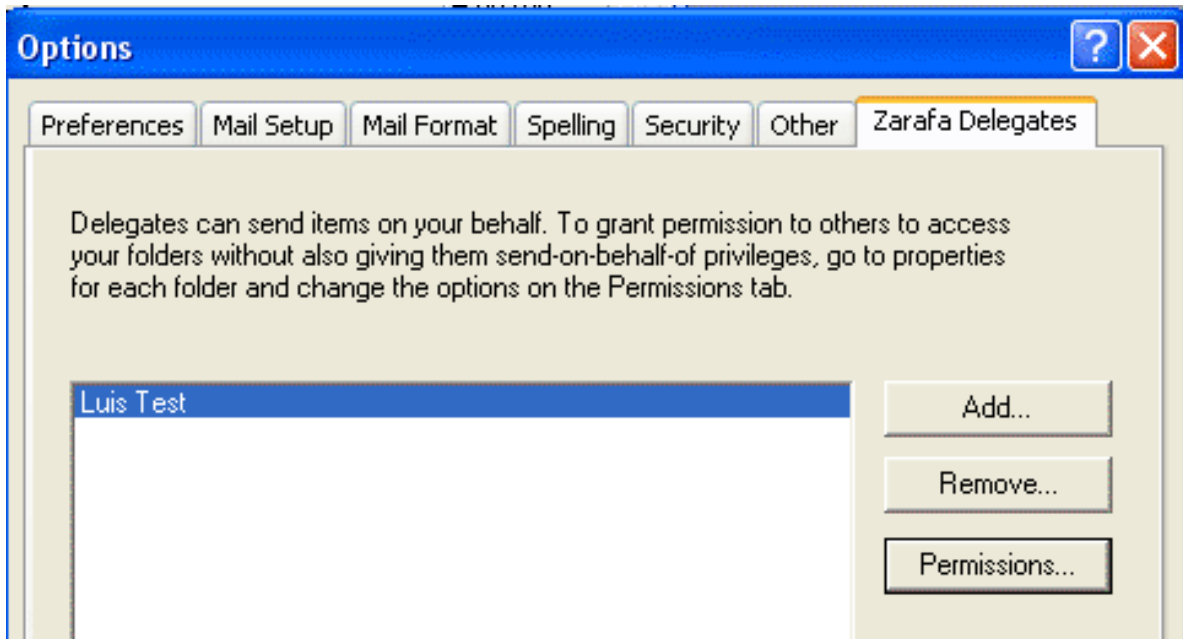 Options
Preferences Mail Setup Mail Format Spelling Security Other Zarafa Delegates
Delegates can send items on your behalf. To grant permission to others to access
your folders without also giving them send-on-behalf-of privileges, go to properties
for each folder and change the options on the Permissions tab.
Luis Test
Add...
Remove...
Permissions...